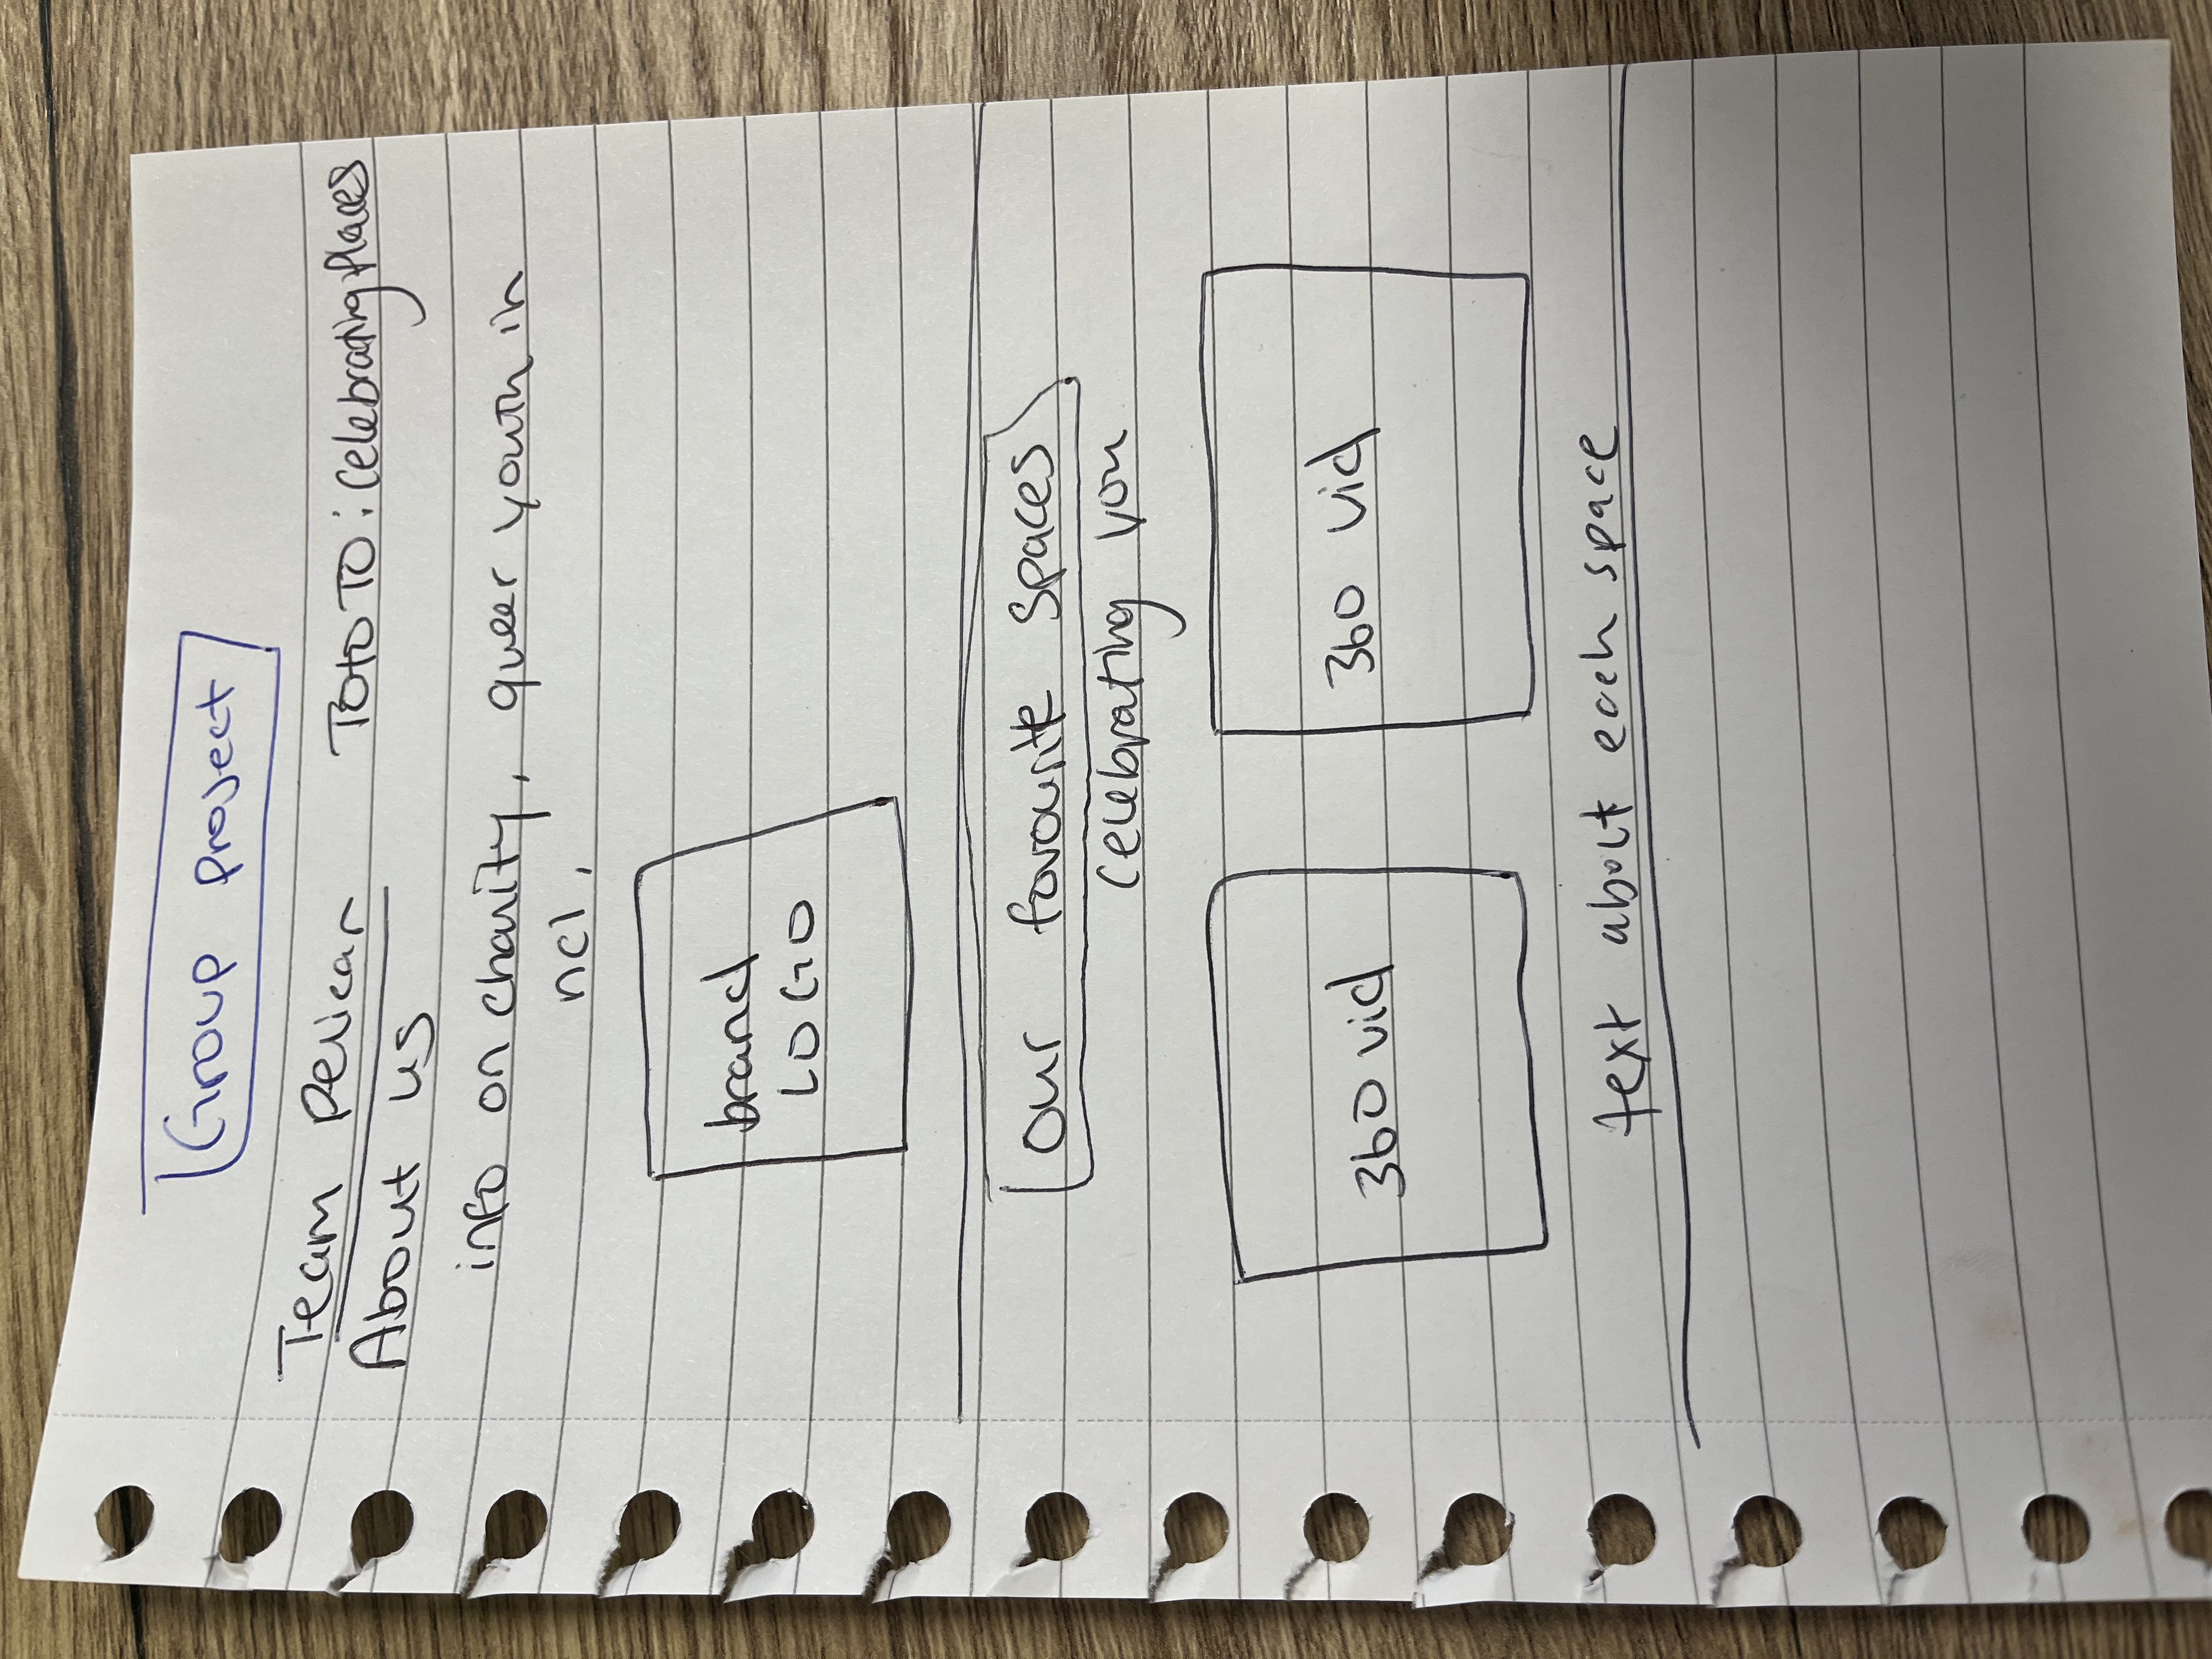 Group project
Team Pelican
TOTO TO: Celebrating Places
About us
info on charity, queer youth in
ncl,
brand
LOGO
our favourite spaces
celebrating you
360 vid
360 vid
text about each space